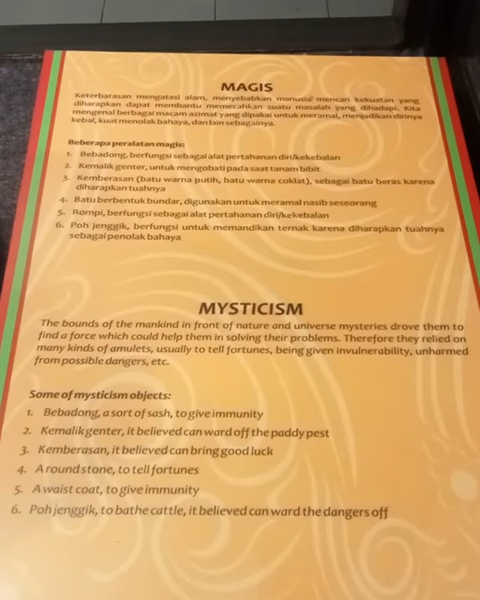 MAGIS
Keterbatasan mengatasi alam, menyebabkan manusia mencari kekuatan yang
diharapkan dapat membantu memecahkan suatu masalah yang dihadapi. Kita
mengenal berbagai macam azimat yang dipakai untuk meramal, menjadikan dirinya
kebal, kuat menolak bahaya, dan lain sebagainya.
Beberapa peralatan magis:
1. Bebadong, berfungsi sebagai alat pertahanan diri/kekebalan
2. Kemalik genter, untuk mengobati pada saat tanam bibit
3. Kemberasan (batu warna putih, batu warna coklat), sebagai batu beras karena
diharapkan tuahnya
4. Batu berbentuk bundar, digunakan untuk meramal nasib seseorang
5. Rompi, berfungsi sebagai alat pertahanan diri/kekebalan
6. Poh jenggik, berfungsi untuk memandikan ternak karena diharapkan tuahnya
sebagai penolak bahaya
MYSTICISM
The bounds of the mankind in front of nature and universe mysteries drove them to
find a force which could help them in solving their problems. Therefore they relied on
many kinds of amulets, usually to tell fortunes, being given invulnerability, unharmed
from possible dangers, etc.
Some of mysticism objects:
1. Bebadong, a sort of sash, to give immunity
2. Kemalik genter, it believed can ward off the paddy pest
3. Kemberasan, it believed can bring good luck
4. A round stone, to tell fortunes
5. A waist coat, to give immunity
6. Poh jenggik, to bathe cattle, it believed can ward the dangers off